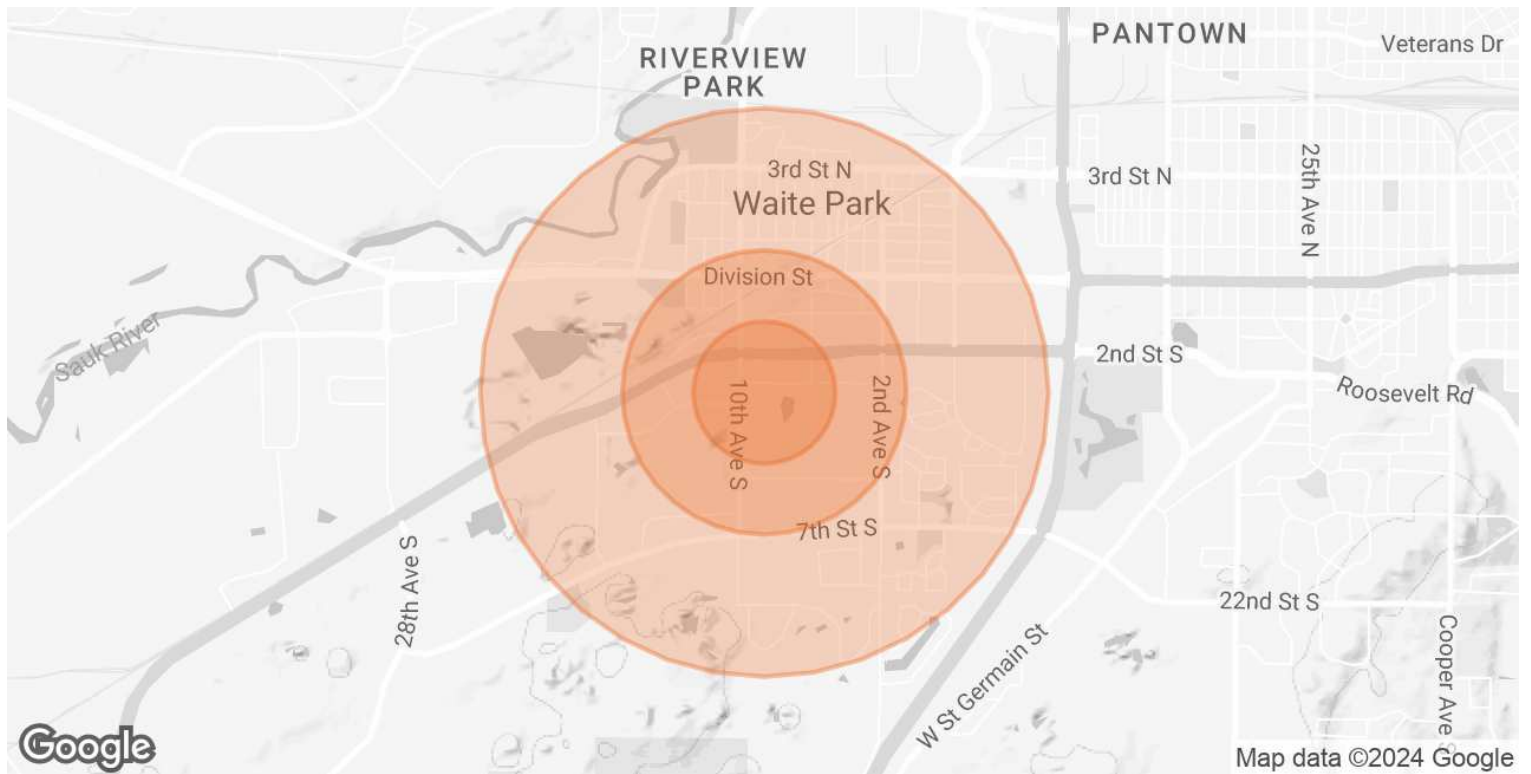 PANTOWN
Veterans Dr
RIVERVIEW
PARK
3rd St N
3rd St N
25th Ave N
Waite Park
Division St
Sauk River
2nd St S
Roosevelt Rd
10th Ave S
2nd Ave S
7th St S
28th Ave S
22nd St S
W St Germain St
Cooper Ave S
Google
Map data ©2024 Google